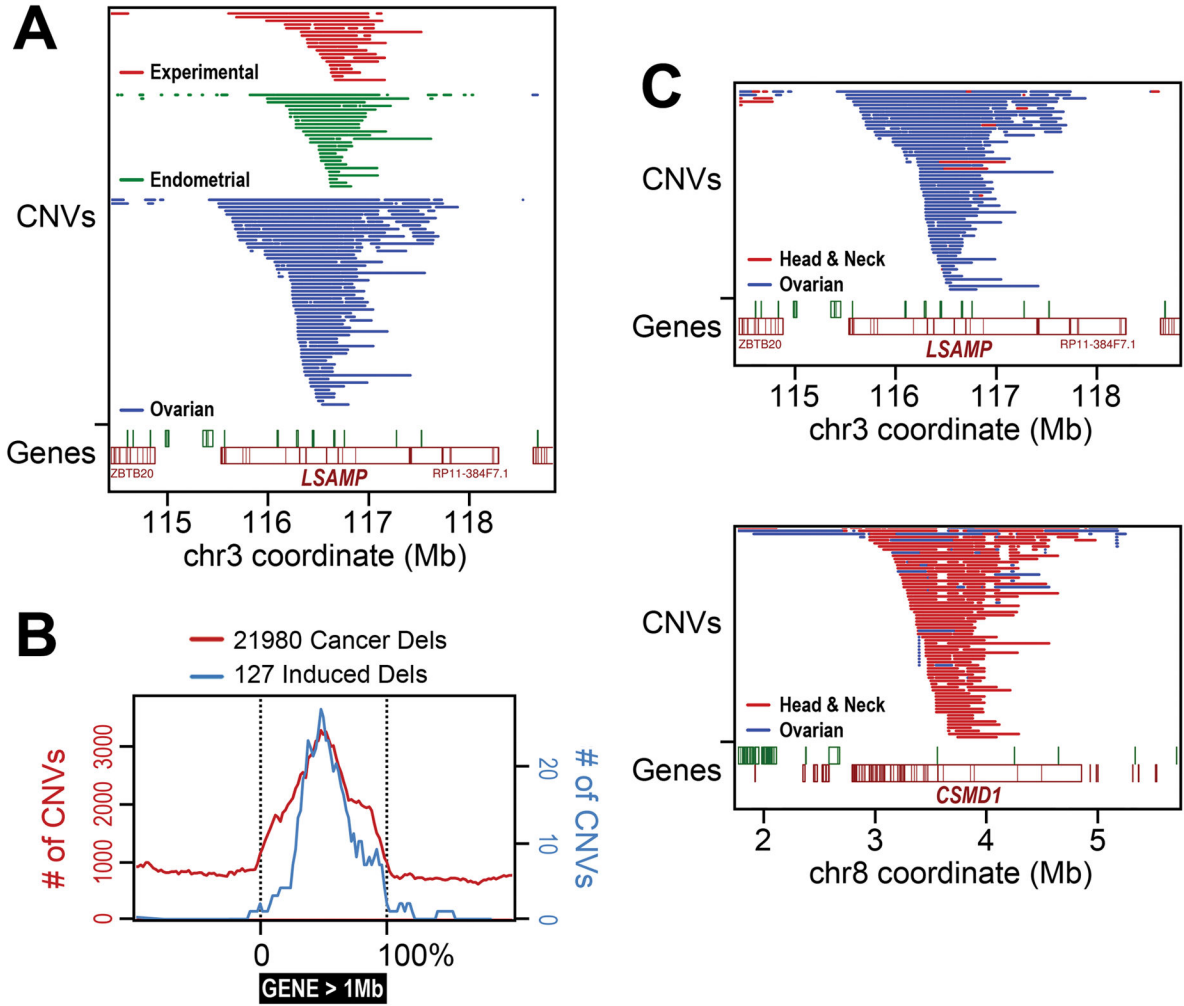 A
Experimental
Endometrial
CNVs
Ovarian
Genes
ZBTB20
LSAMP
RP11-384F7.1
115 116 117 118
chr3 coordinate (Mb)
B
21980 Cancer Dels
127 Induced Dels
# of CNVs
0 1000 2000 3000
# of CNVs
0 10 20
0 100%
GENE > 1Mb
C
CNVs
Head & Neck
Ovarian
Genes
ZBTB20
LSAMP
RP11-384F7.1
115 116 117 118
chr3 coordinate (Mb)
CNVs
Head & Neck
Ovarian
Genes
CSMD1
2 3 4 5
chr8 coordinate (Mb)